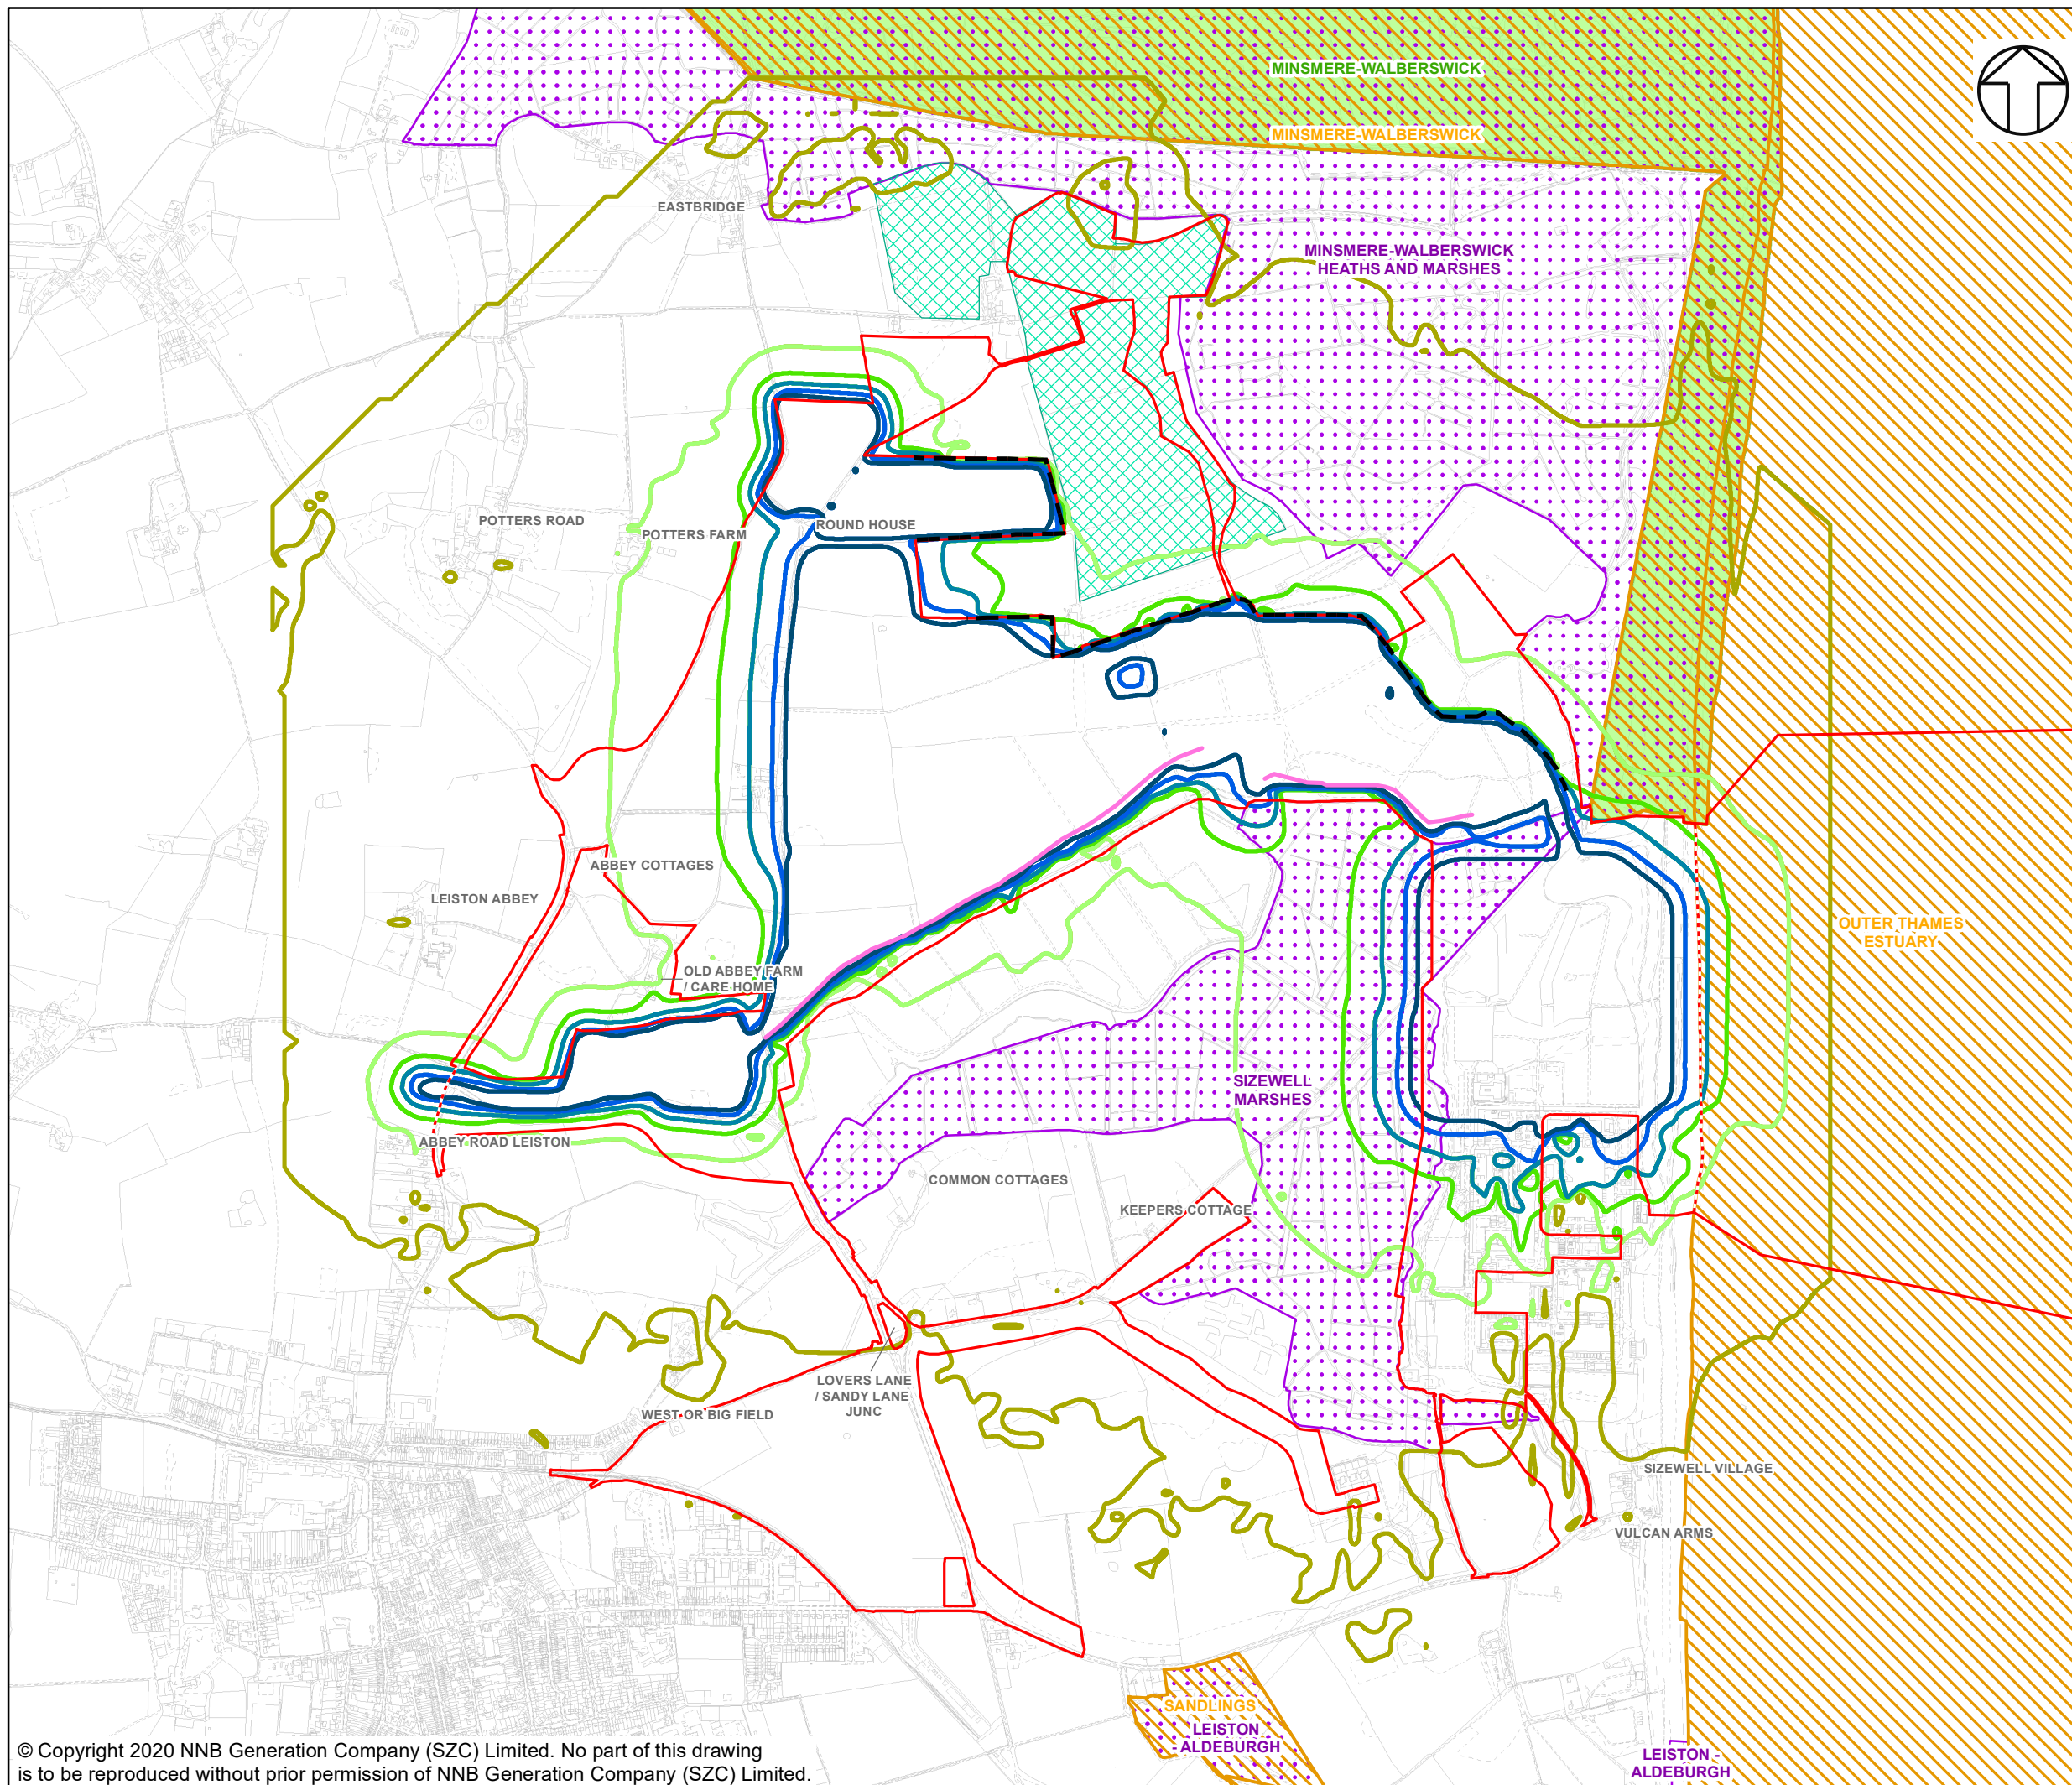 MINSMERE-WALBERSWICK
MINSMERE-WALBERSWICK
EASTBRIDGE
MINSMERE-WALBERSWICK
HEATHS AND MARSHES
POTTERS ROAD
ROUND HOUSE
POTTERS FARM
ABBEY COTTAGES
LEISTON ABBEY
OUTER THAMES
ESTUARY
OLD ABBEY FARM
/ CARE HOME
SIZEWELL
MARSHES
ABBEY ROAD LEISTON
COMMON COTTAGES
KEEPERS COTTAGE
LOVERS LANE
/ SANDY LANE
JUNC
WEST OR BIG FIELD
SIZEWELL VILLAGE
VULCAN ARMS
SANDLINGS
LEISTON
- ALDEBURGH
LEISTON -
ALDEBURGH
© Copyright 2020 NNB Generation Company (SZC) Limited. No part of this drawing
is to be reproduced without prior permission of NNB Generation Company (SZC) Limited.